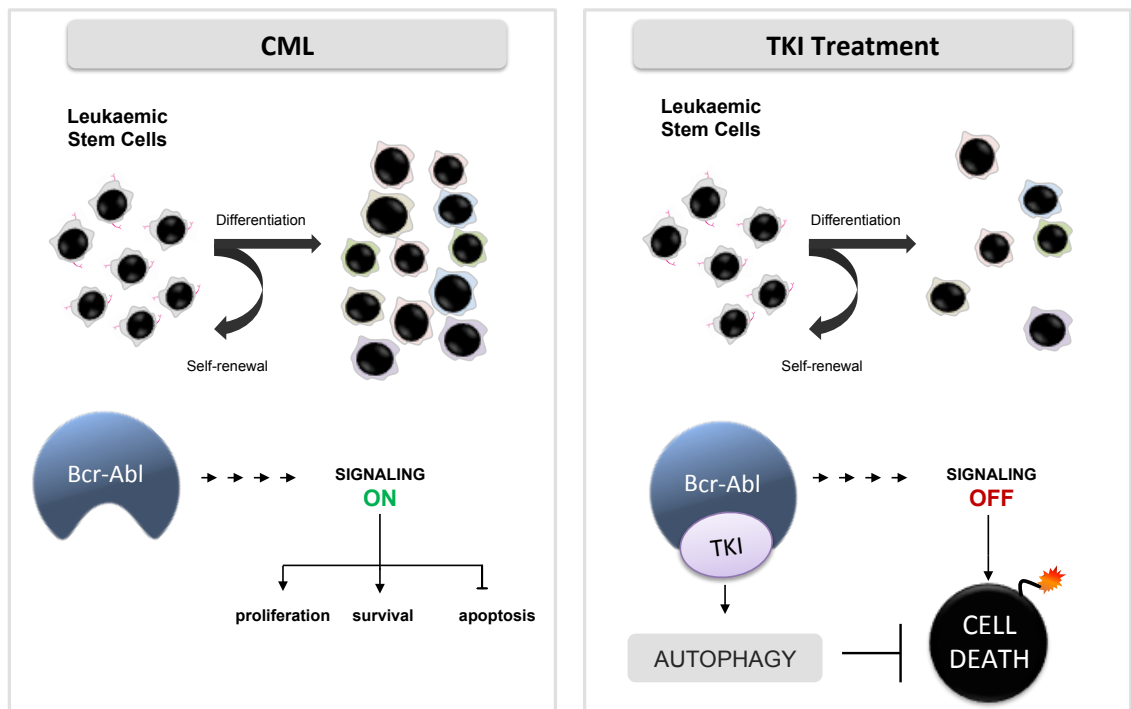 CML
Leukaemic
Stem Cells
Differentiation
Self-renewal
Bcr-Abl
SIGNALING
ON
proliferation
survival
apoptosis
TKI Treatment
Leukaemic
Stem Cells
Differentiation
Self-renewal
Bcr-Abl
TKI
SIGNALING
OFF
AUTOPHAGY
CELL
DEATH